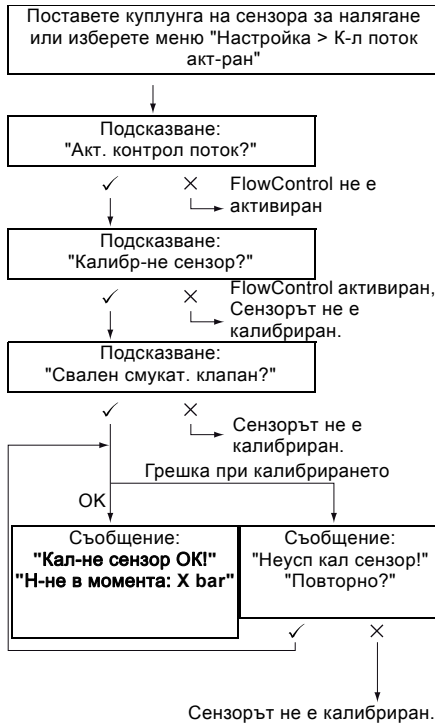 Поставете куплунга на сензора за налягане
или изберете меню "Настройка > К-л поток
акт-ран"
Подсказване:
"Акт. контрол поток?"
FlowControl не е
активиран
Подсказване:
"Калибр-не сензор?"
FlowControl активиран,
Сензорът не е
калибриран.
Подсказване:
"Свален смукат. клапан?"
Сензорът не е
калибриран.
Грешка при калибрирането
OK
Съобщение:
"Кал-не сензор ОК!"
"Н-не в момента: X bar"
Съобщение:
"Неусп кал сензор!"
"Повторно?"
Сензорът не е калибриран.